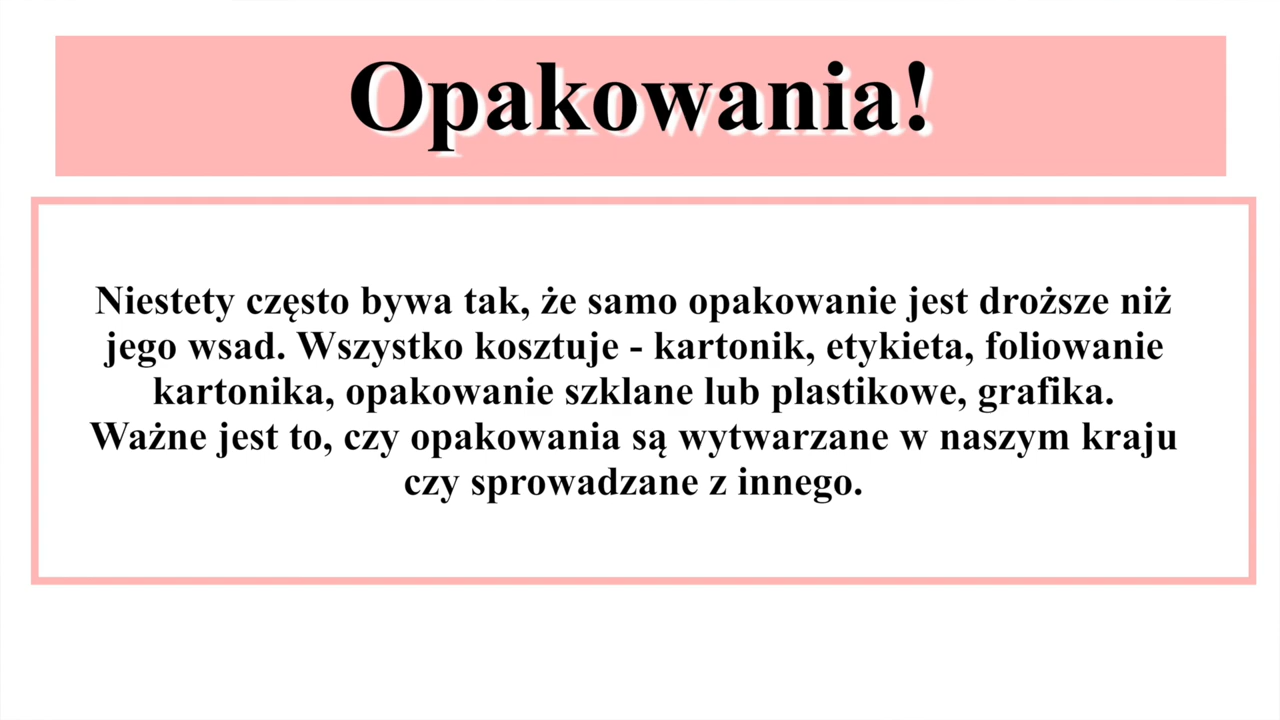 Opakowania!
Niestety często bywa tak, że samo opakowanie jest droższe niż
jego wsad. Wszystko kosztuje - kartonik, etykieta, foliowanie
kartonika, opakowanie szklane lub plastikowe, grafika.
Ważne jest to, czy opakowania są wytwarzane w naszym kraju
czy sprowadzane z innego.